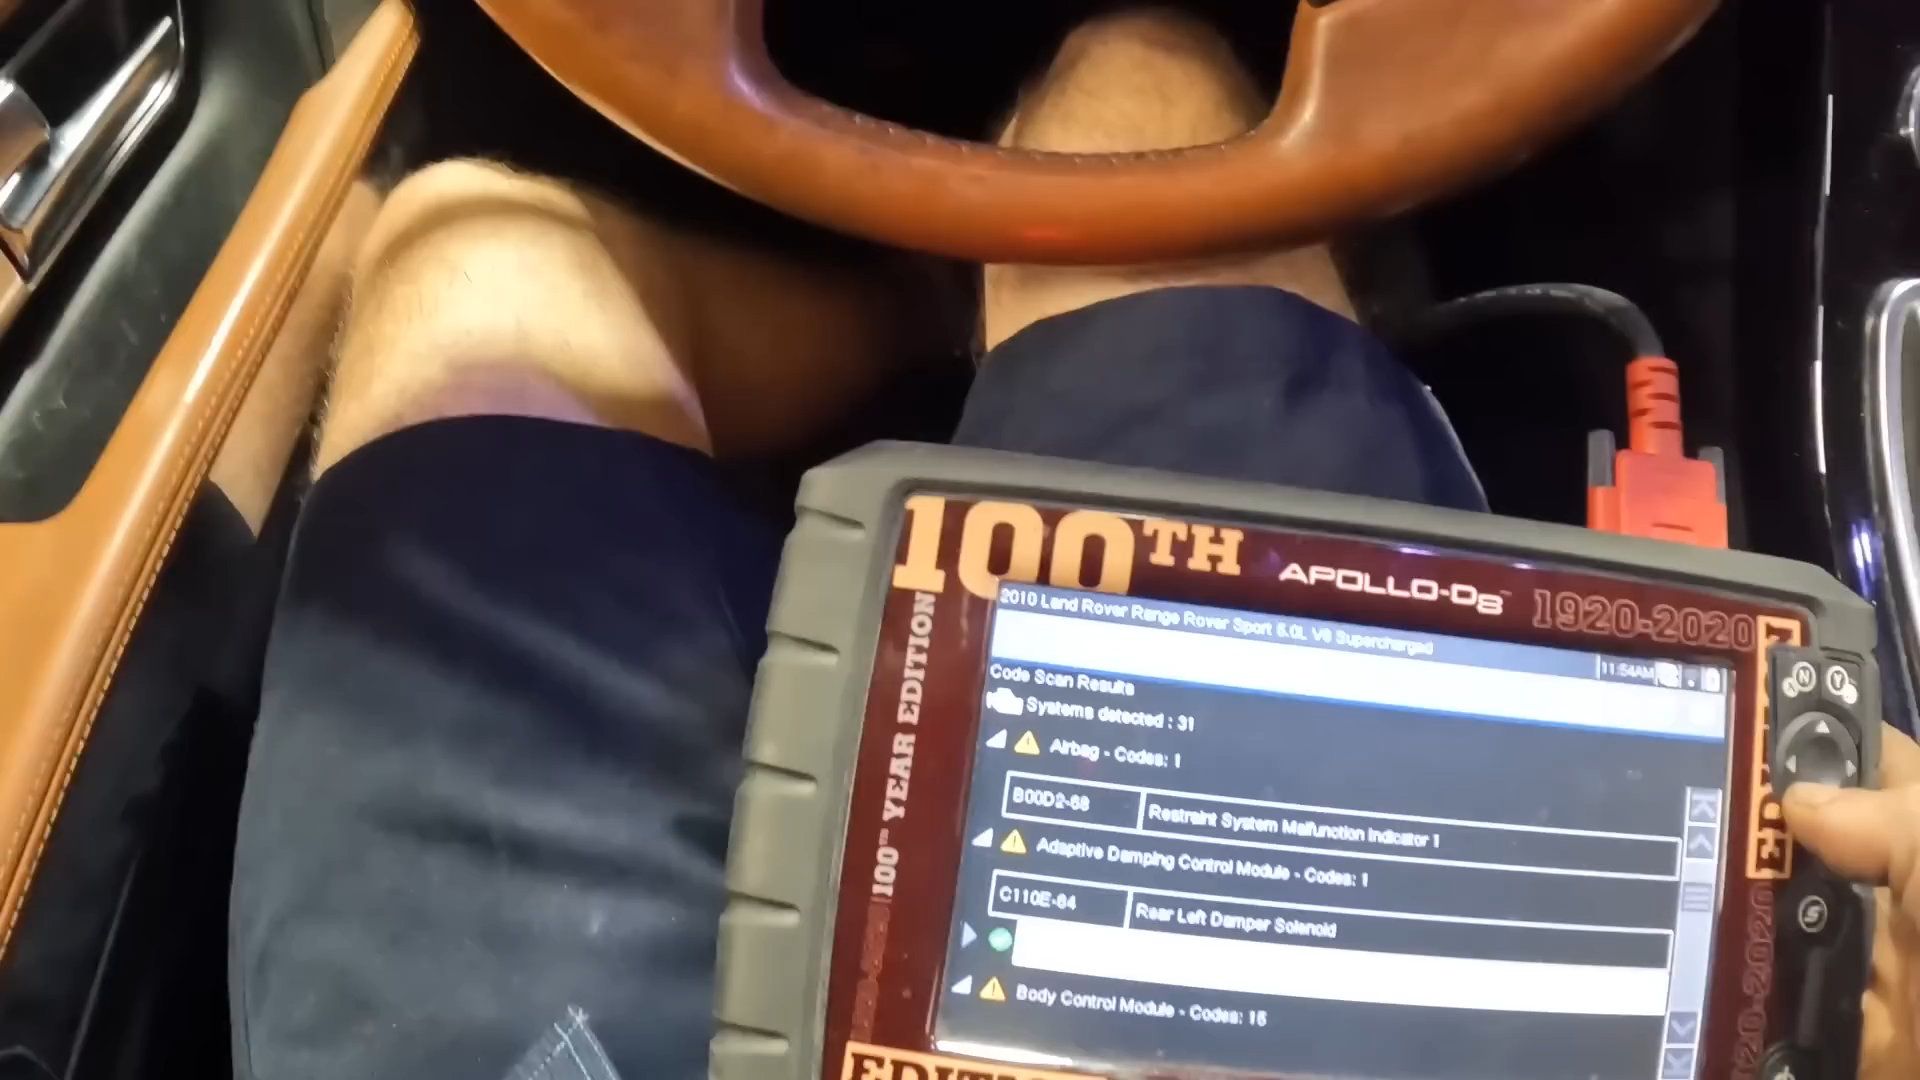 100TH
APOLLO-D8
1920-2020
100TH YEAR EDITION
2010 Land Rover Range Rover Sport 5.0L V8 Supercharged
11:54AM
N
Y
Code Scan Results
Systems detected : 31
Airbag - Codes: 1
B00D2-68
Restraint System Malfunction Indicator 1
Adaptive Damping Control Module - Codes: 1
C110E-64
Rear Left Damper Solenoid
S
Body Control Module - Codes: 15